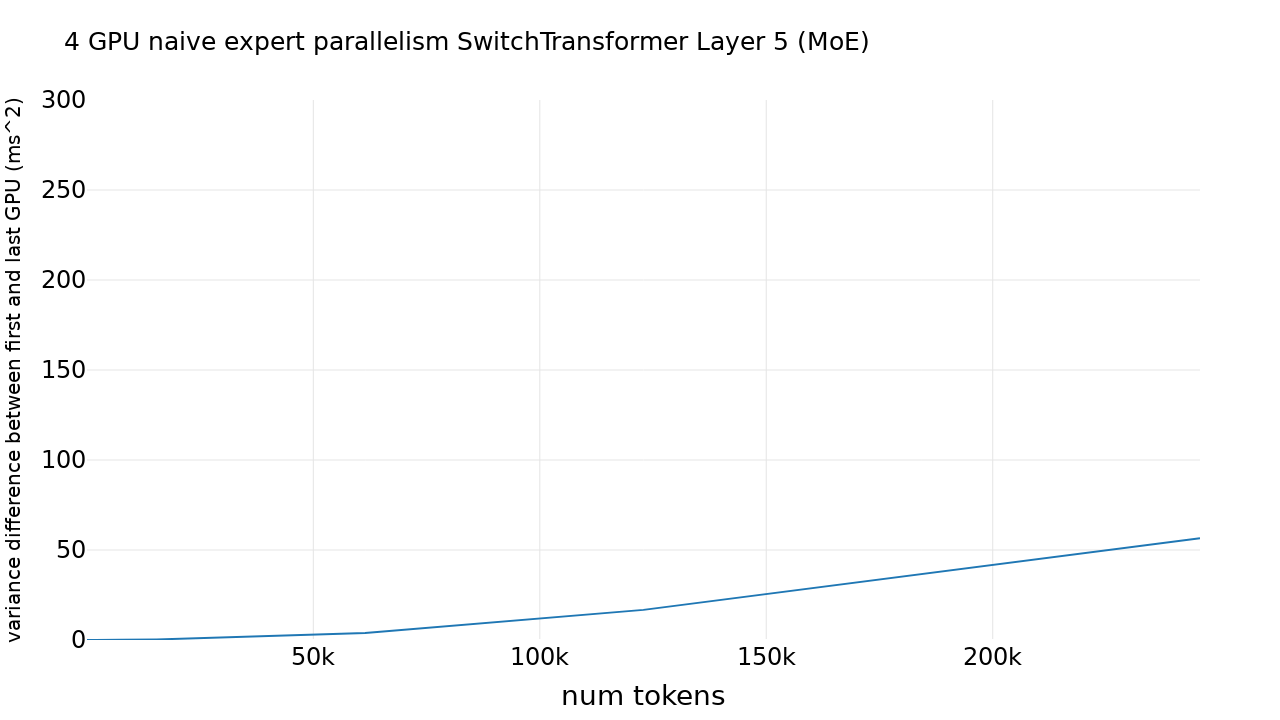 4 GPU naive expert parallelism SwitchTransformer Layer 5 (MoE)
variance difference between first and last GPU (ms^2)
300
250
200
150
100
50
0
50k
100k
150k
200k
num tokens